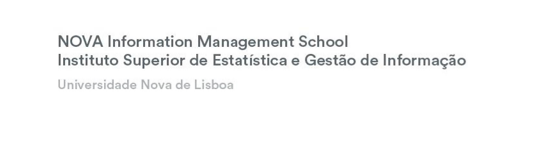 NOVA Information Management School
Instituto Superior de Estatística e Gestão de Informação
Universidade Nova de Lisboa